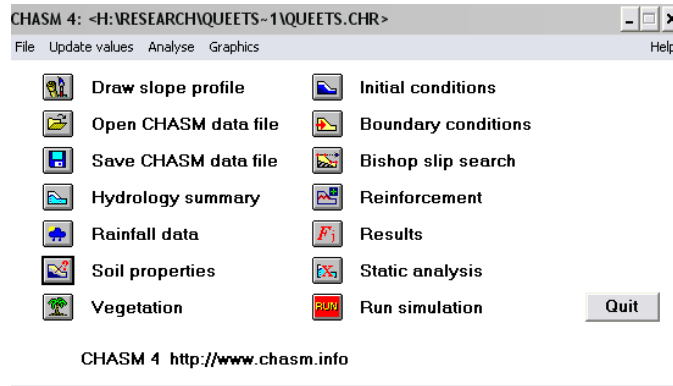 CHASM 4: <H:\RESEARCH\QUEETS~1\QUEETS.CHR>
File Update values Analyse Graphics Help
Draw slope profile
Open CHASM data file
Save CHASM data file
Hydrology summary
Rainfall data
Soil properties
Vegetation
Initial conditions
Boundary conditions
Bishop slip search
Reinforcement
Results
Static analysis
RUN Run simulation
Quit
CHASM 4 http://www.chasm.info